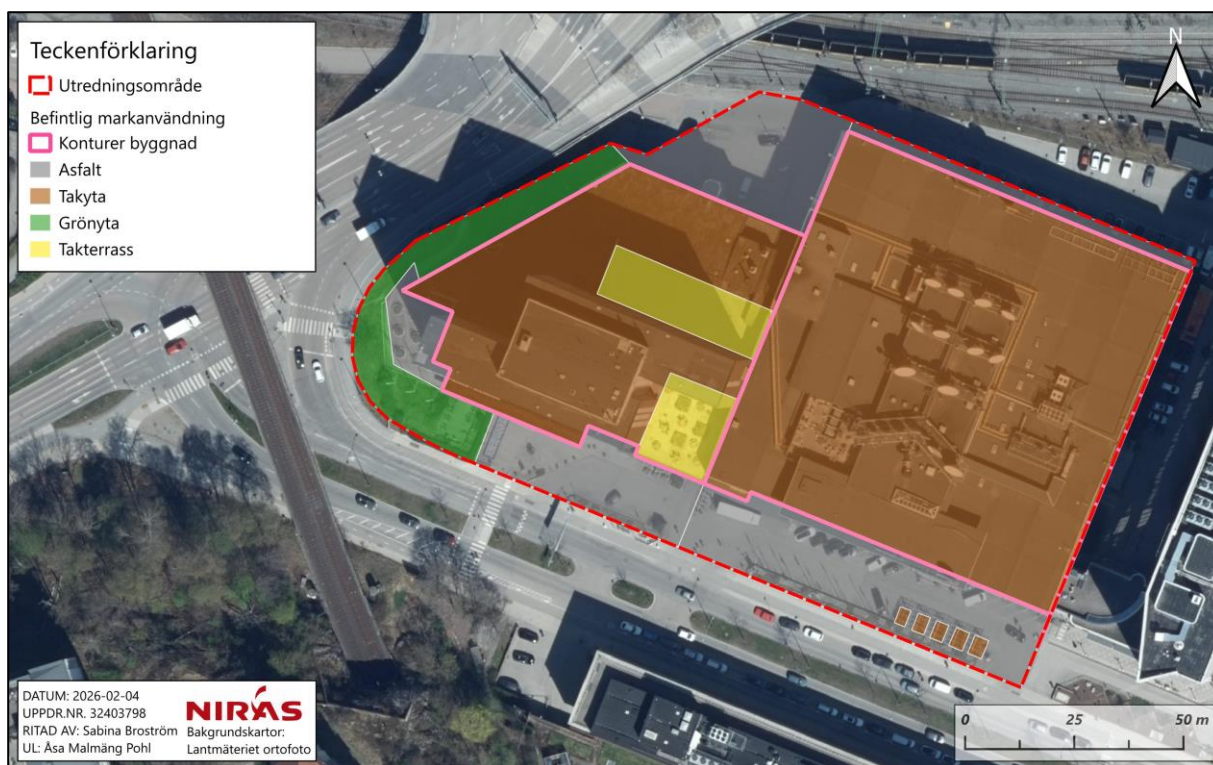 Teckenförklaring
Utredningsområde
Befintlig markanvändning
Konturer byggnad
Asfalt
Takyta
Grönyta
Takterrass
N
DATUM: 2026-02-04
UPPDR.NR. 32403798
RITAD AV: Sabina Broström
UL: Åsa Malmäng Pohl
NIRAS
Bakgrundskartor:
Lantmäteriet ortofoto
0 25 50 m